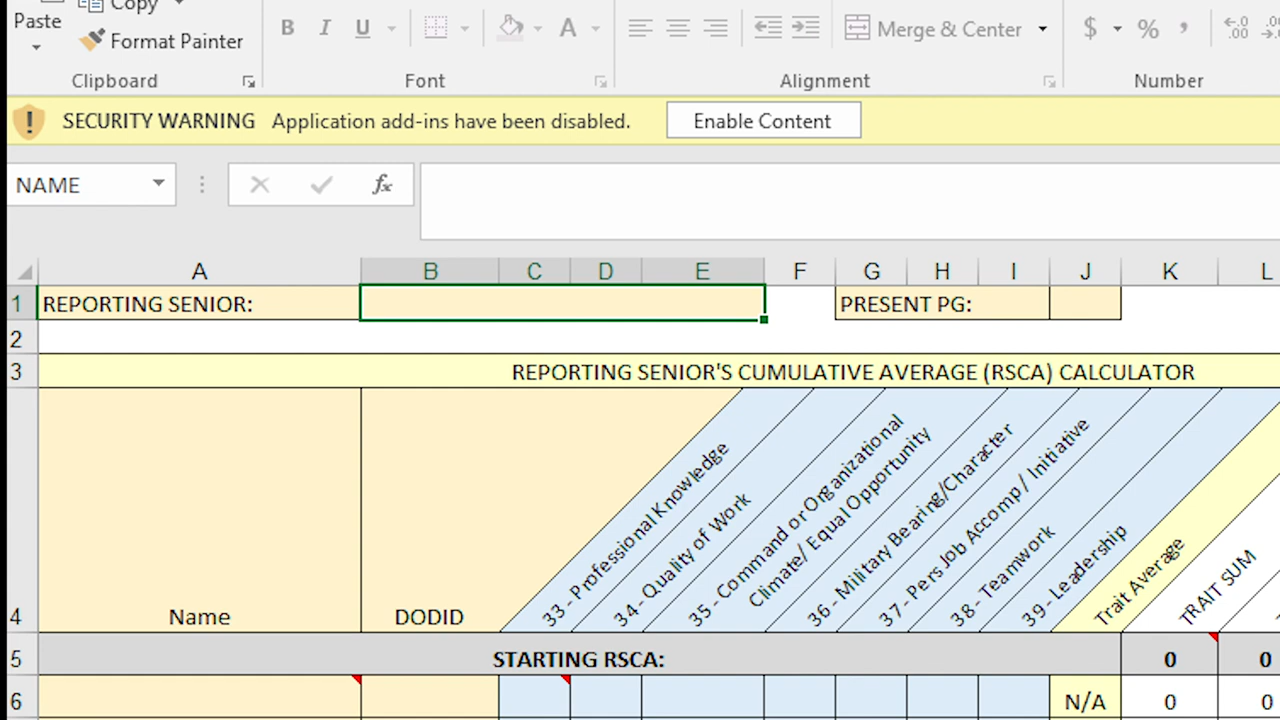 Copy
Paste
Format Painter
B I U A
Merge & Center
$ % ,
Clipboard
Font
Alignment
Number
SECURITY WARNING Application add-ins have been disabled. Enable Content
NAME fx
A B C D E F G H I J K L
1 REPORTING SENIOR: PRESENT PG:
2
3 REPORTING SENIOR'S CUMULATIVE AVERAGE (RSCA) CALCULATOR
4 Name DODID
33 - Professional Knowledge
34 - Quality of Work
35 - Command or Organizational
Climate/ Equal Opportunity
36 - Military Bearing/Character
37 - Pers Job Accomp/ Initiative
38 - Teamwork
39 - Leadership
Trait Average
TRAIT SUM
5 STARTING RSCA: 0 0
6 N/A 0 0